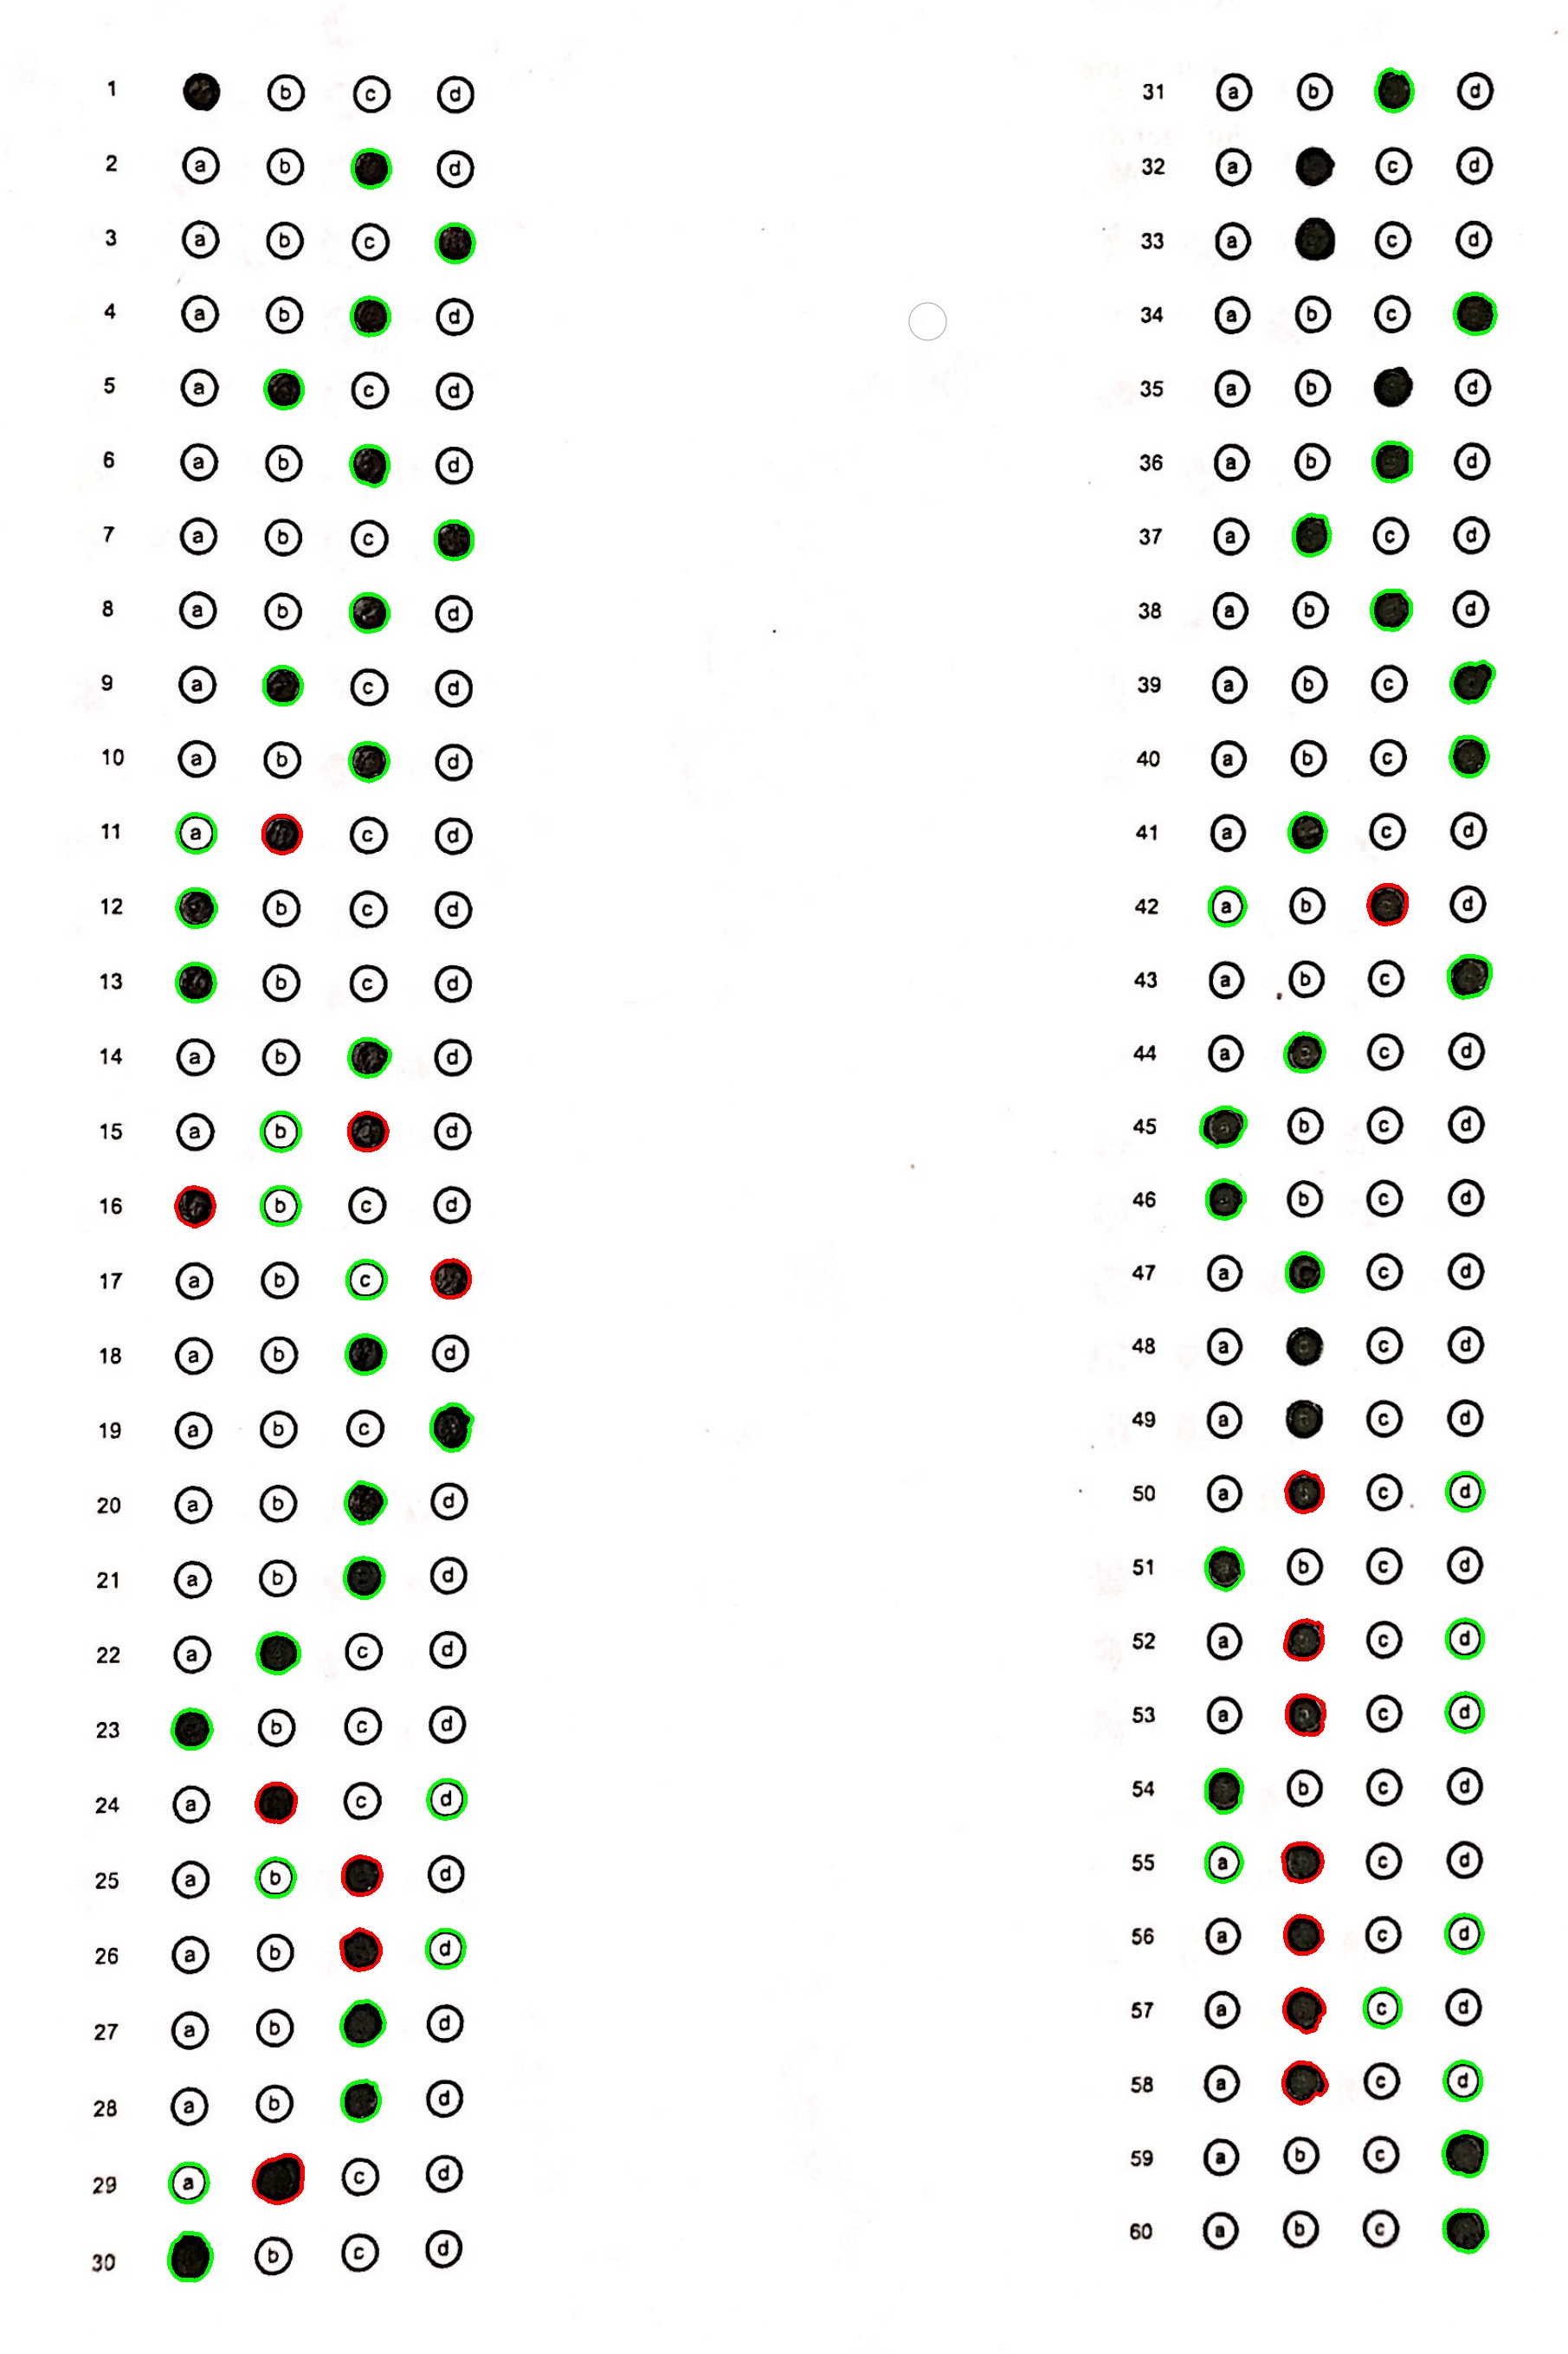 1 b c d
2 a b d
3 a b c
4 a b d
5 a c d
6 a b d
7 a b c
8 a b d
9 a c d
10 a b d
11 a c d
12 b c d
13 b c d
14 a b d
15 a b d
16 b c d
17 a b c
18 a b d
19 a b c
20 a b d
21 a b d
22 a c d
23 b c d
24 a c d
25 a b d
26 a b d
27 a b d
28 a b d
29 a c d
30 b c d
31 a b d
32 a c d
33 a c d
34 a b c
35 a b d
36 a b d
37 a c d
38 a b d
39 a b c
40 a b c
41 a c d
42 a b d
43 a b c
44 a c d
45 b c d
46 b c d
47 a c d
48 a c d
49 a c d
50 a c d
51 b c d
52 a c d
53 a c d
54 b c d
55 a c d
56 a c d
57 a c d
58 a c d
59 a b c
60 a b c